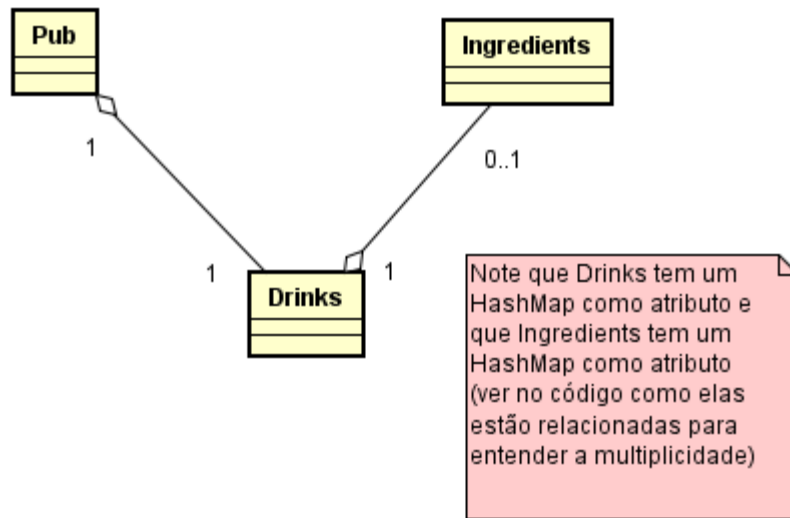 Pub
Ingredients
1
0..1
1
1
Drinks
Note que Drinks tem um
HashMap como atributo e
que Ingredients tem um
HashMap como atributo
(ver no código como elas
estão relacionadas para
entender a multiplicidade)